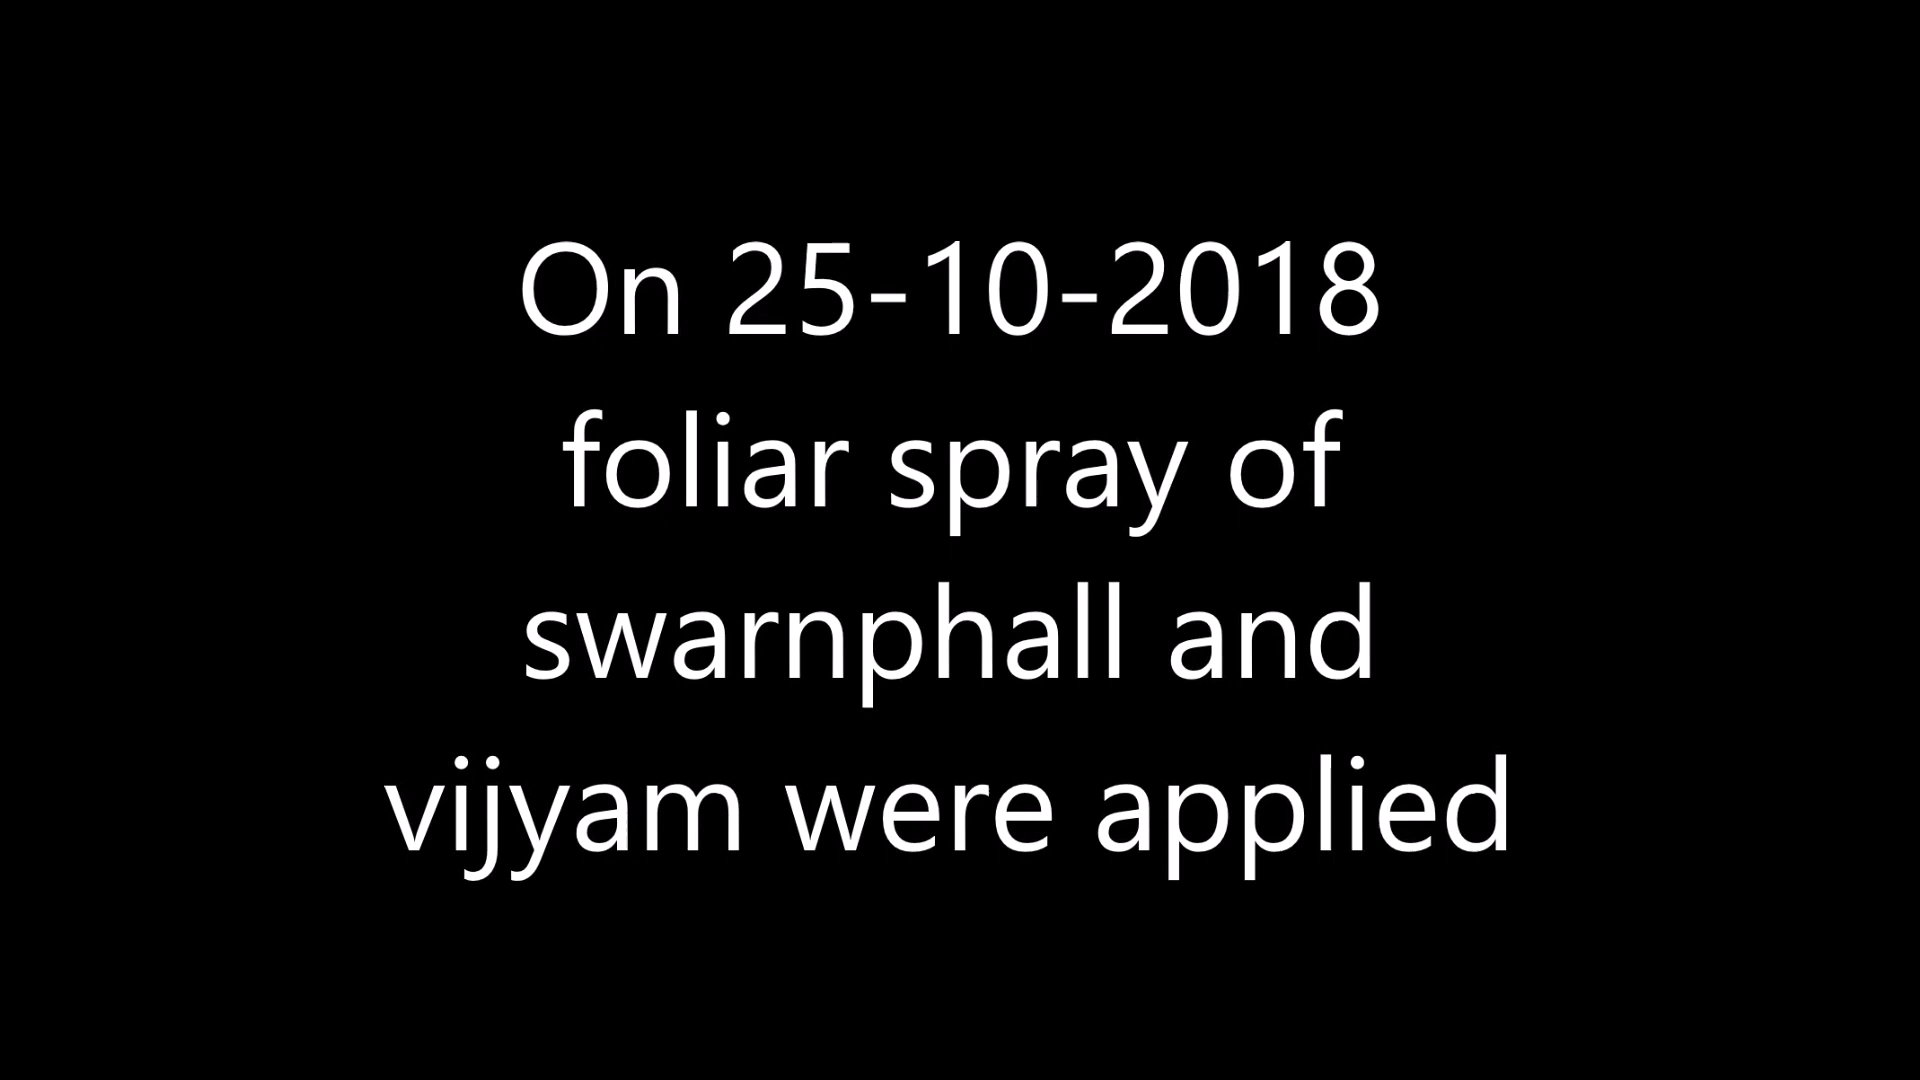 On 25-10-2018
foliar spray of
swarnphall and
vijyam were applied